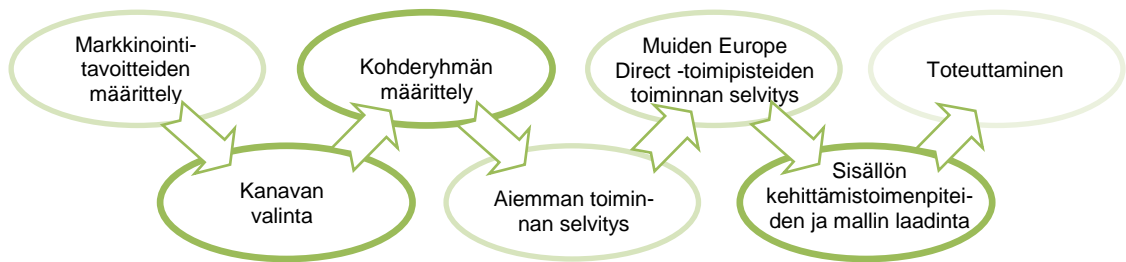 Markkinointi-
tavoitteiden
määrittely
Kanavan
valinta
Kohderyhmän
määrittely
Aiemman toimin-
nan selvitys
Muiden Europe
Direct -toimipisteiden
toiminnan selvitys
Sisällön
kehittämistoimenpitei-
den ja mallin laadinta
Toteuttaminen